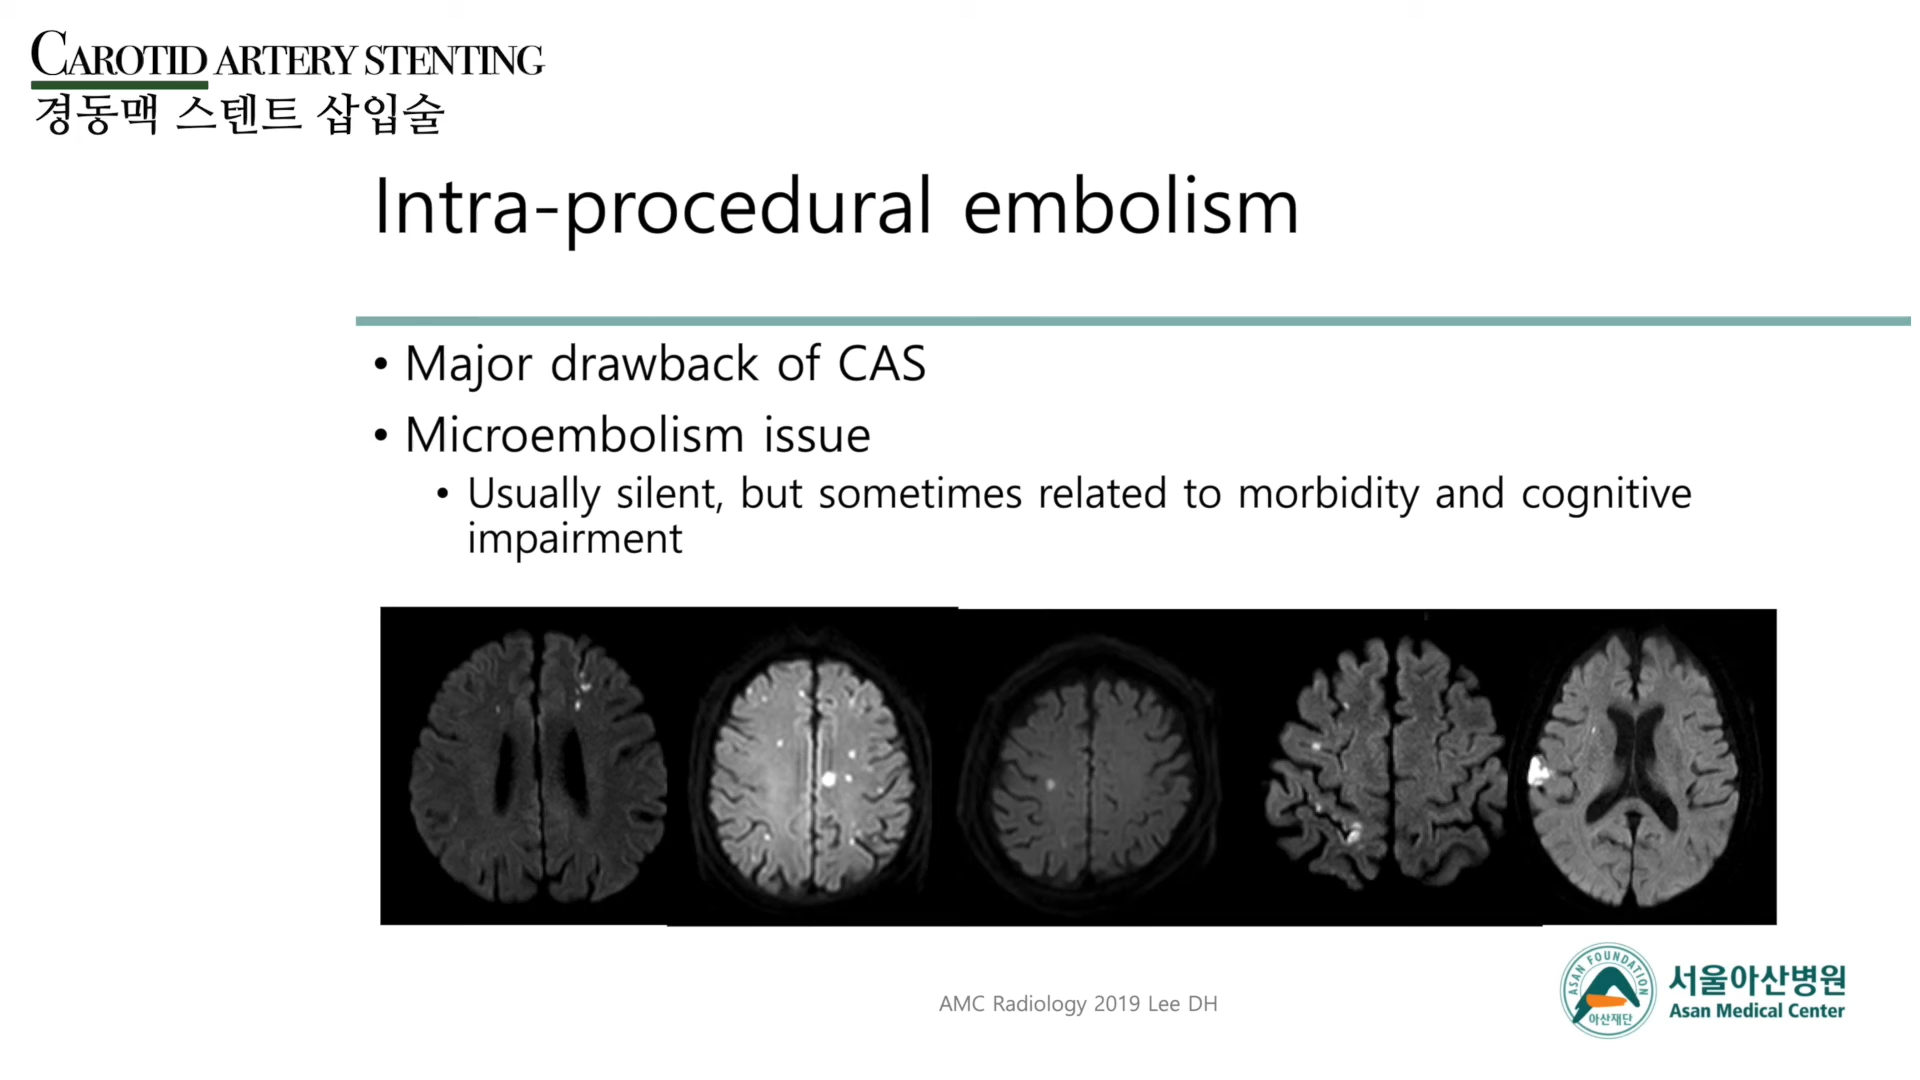 CAROTID ARTERY STENTING
경동맥 스텐트 삽입술
Intra-procedural embolism
• Major drawback of CAS
• Microembolism issue
• Usually silent, but sometimes related to morbidity and cognitive
impairment
AMC Radiology 2019 Lee DH
ASAN FOUNDATION
아산재단
서울아산병원
Asan Medical Center